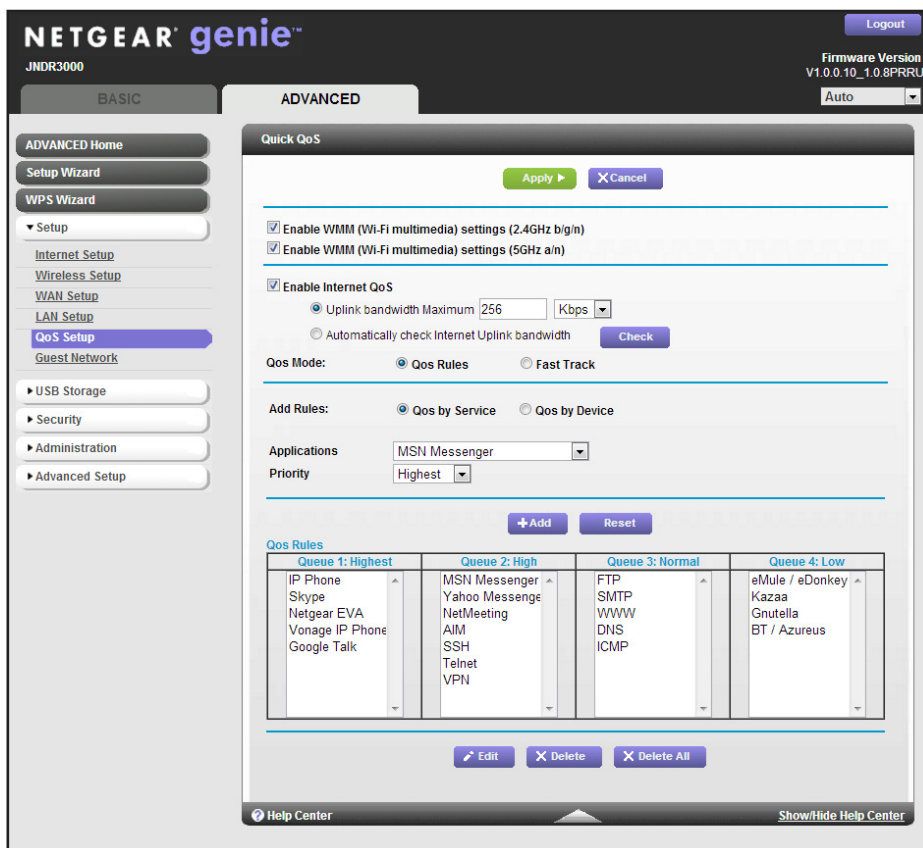 NETGEAR® genie™
Logout
JNDR3000
Firmware Version
V1.0.0.10_1.0.8PRRU
BASIC
ADVANCED
Auto
ADVANCED Home
Setup Wizard
WPS Wizard
Setup
Internet Setup
Wireless Setup
WAN Setup
LAN Setup
QoS Setup
Guest Network
USB Storage
Security
Administration
Advanced Setup
Quick QoS
Apply
X Cancel
Enable WMM (Wi-Fi multimedia) settings (2.4GHz b/g/n)
Enable WMM (Wi-Fi multimedia) settings (5GHz a/n)
Enable Internet QoS
Uplink bandwidth Maximum 256 Kbps
Automatically check Internet Uplink bandwidth Check
Qos Mode: Qos Rules Fast Track
Add Rules: Qos by Service Qos by Device
Applications MSN Messenger
Priority Highest
+Add Reset
Qos Rules
Queue 1: Highest
IP Phone
Skype
Netgear EVA
Vonage IP Phone
Google Talk
Queue 2: High
MSN Messenger
Yahoo Messenge
NetMeeting
AIM
SSH
Telnet
VPN
Queue 3: Normal
FTP
SMTP
WWW
DNS
ICMP
Queue 4: Low
eMule / eDonkey
Kazaa
Gnutella
BT / Azureus
Edit X Delete X Delete All
? Help Center
Show/Hide Help Center